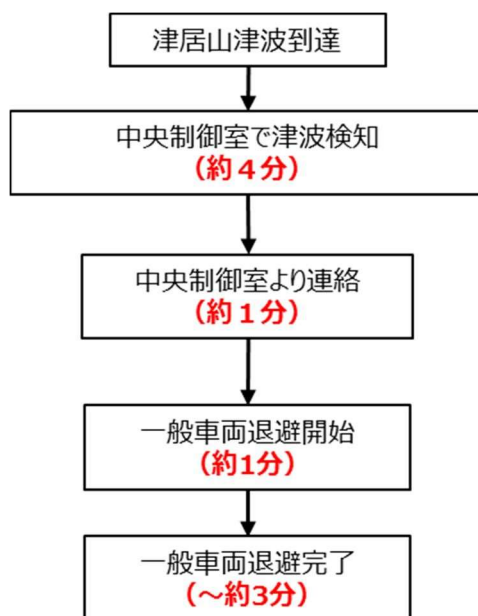 津居山津波到達
中央制御室で津波検知
（約４分）
中央制御室より連絡
（約１分）
一般車両退避開始
（約1分）
一般車両退避完了
（～約3分）